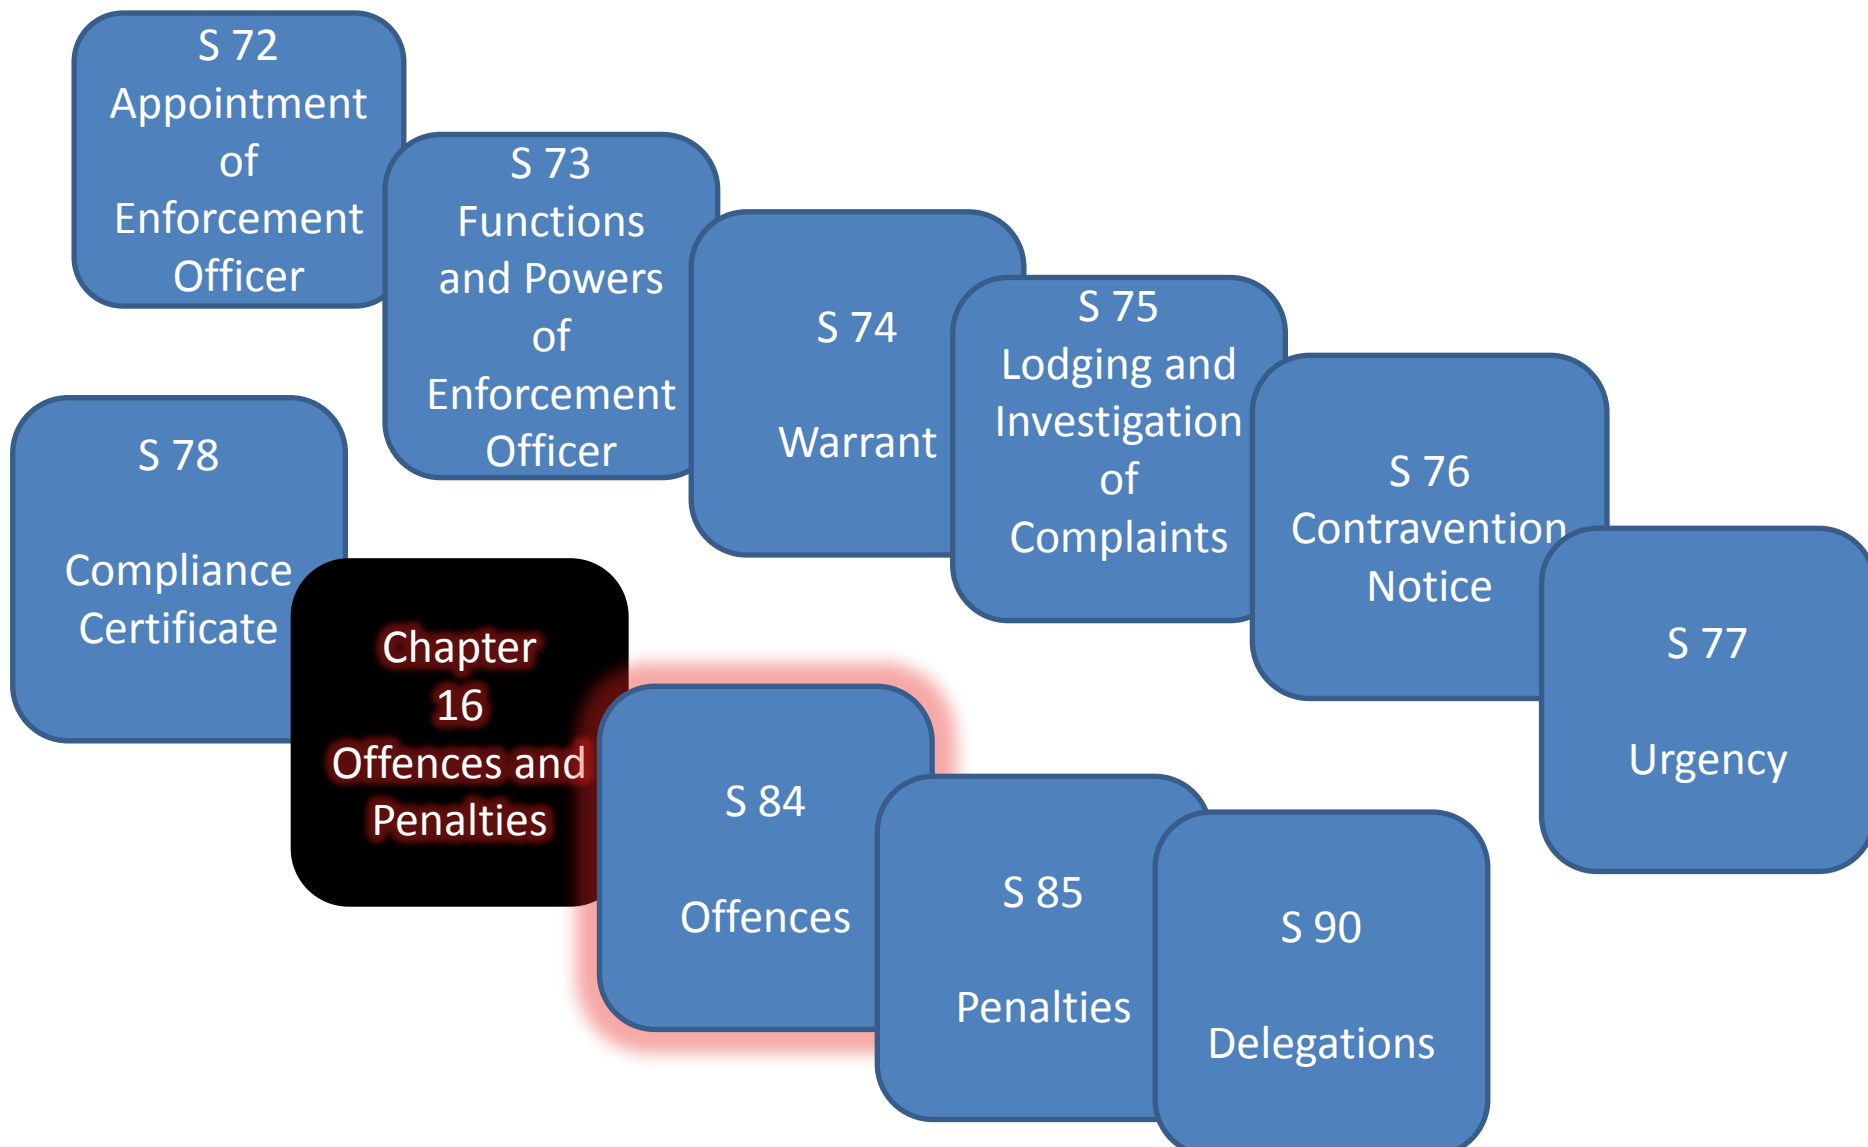 S 72
Appointment
of
Enforcement
Officer
S 73
Functions
and Powers
of
Enforcement
Officer
S 74
Warrant
S 75
Lodging and
Investigation
of
Complaints
S 76
Contravention
Notice
S 77
Urgency
S 78
Compliance
Certificate
Chapter
16
Offences and
Penalties
S 84
Offences
S 85
Penalties
S 90
Delegations